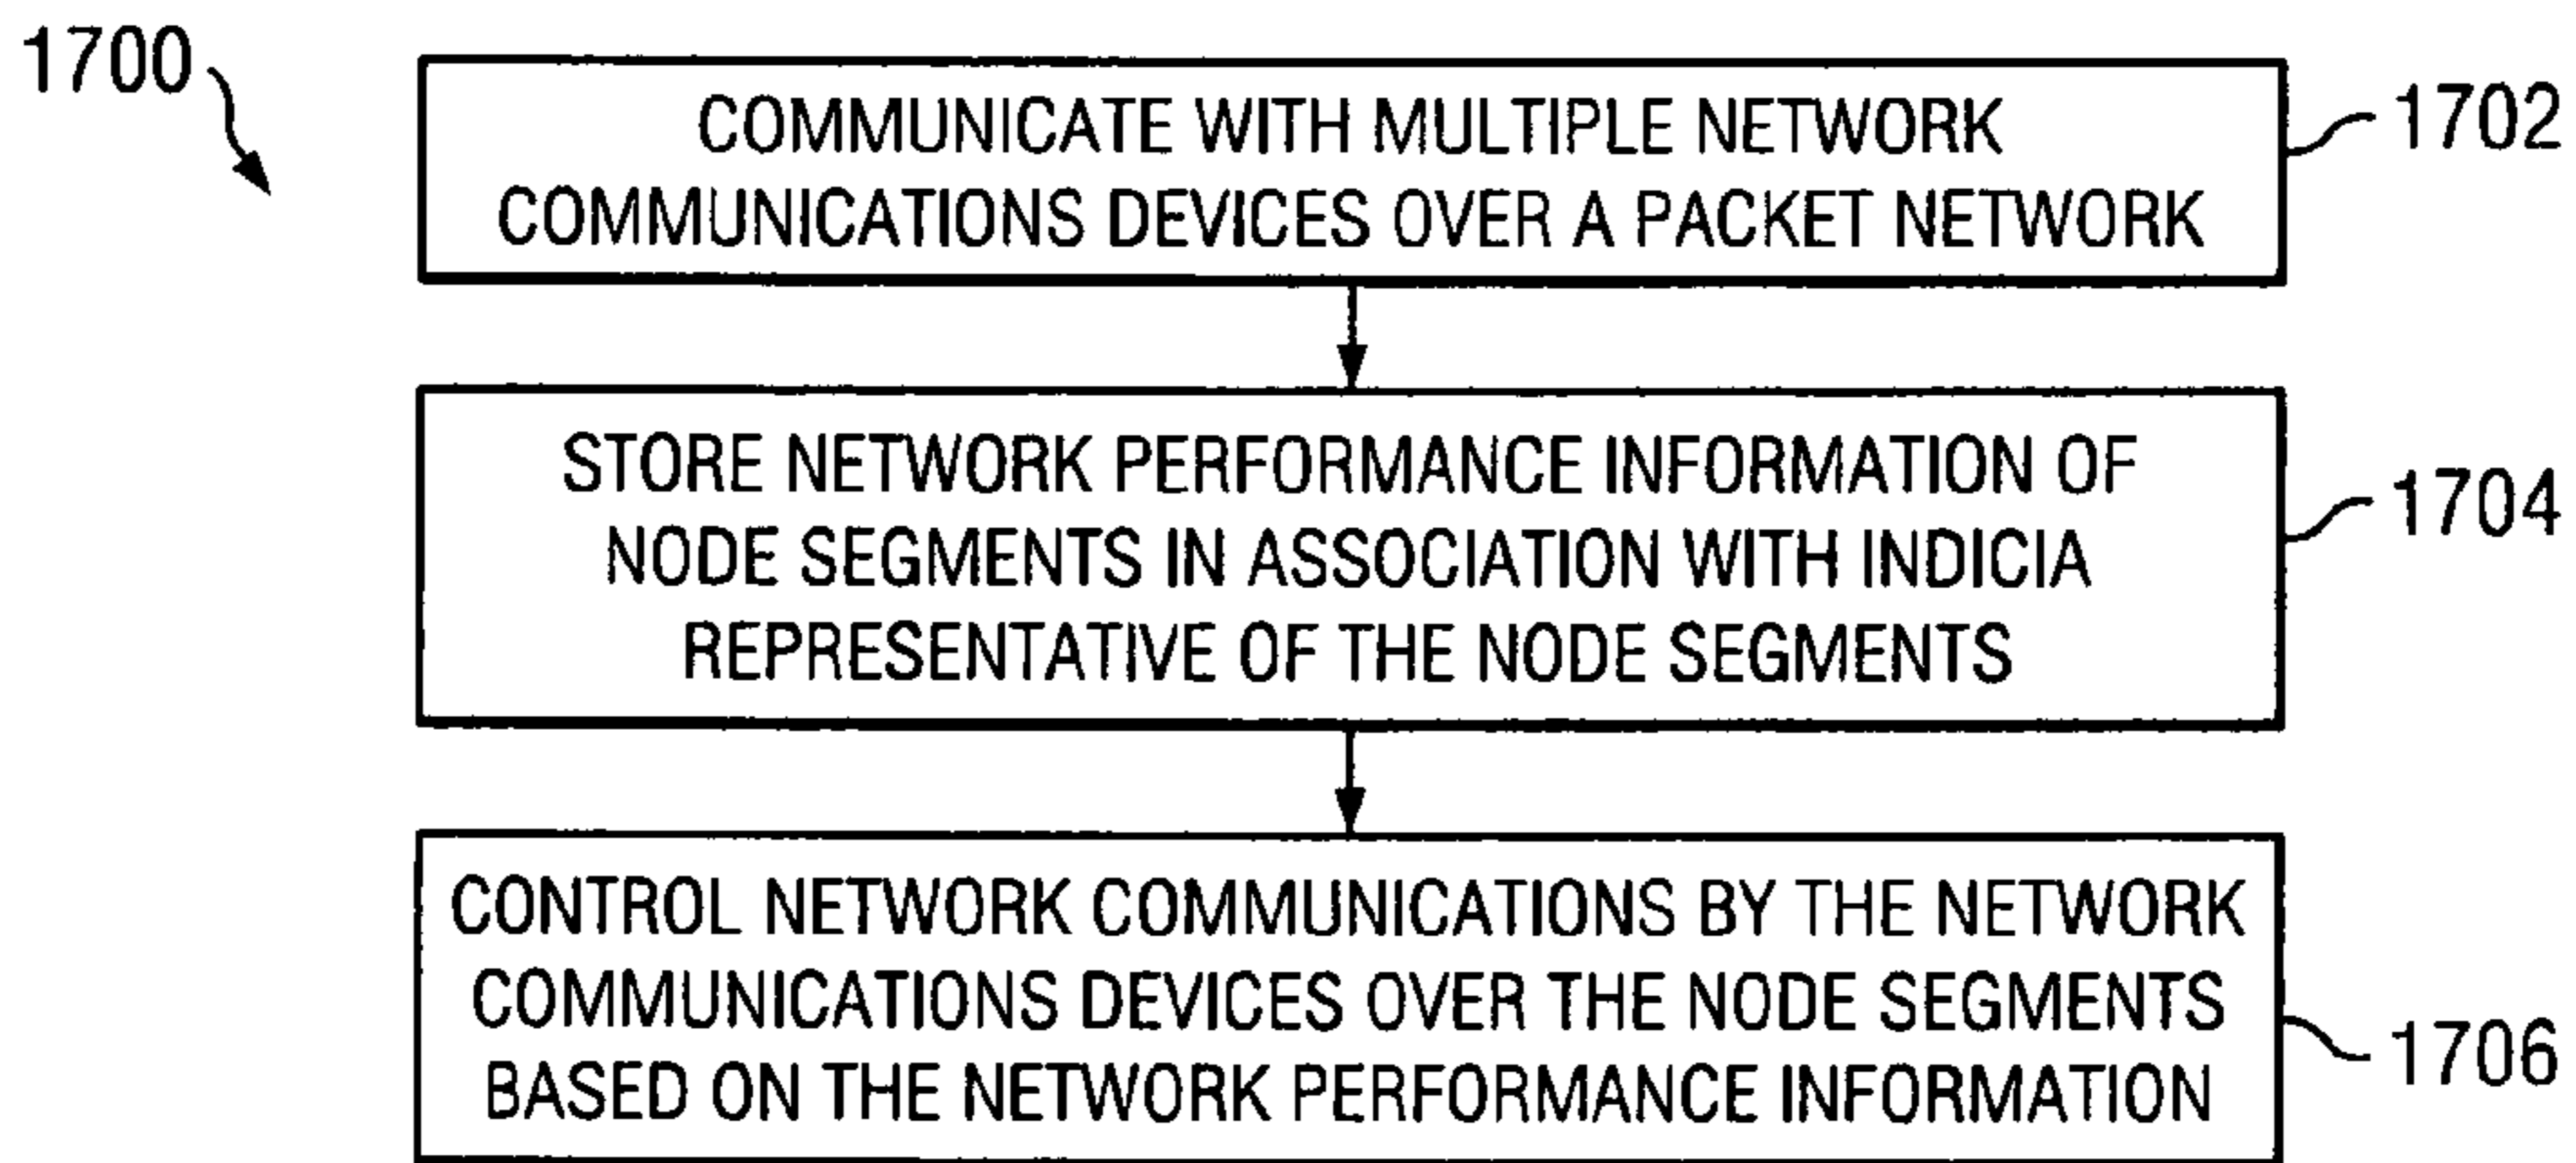 1700
COMMUNICATE WITH MULTIPLE NETWORK
COMMUNICATIONS DEVICES OVER A PACKET NETWORK
1702
STORE NETWORK PERFORMANCE INFORMATION OF
NODE SEGMENTS IN ASSOCIATION WITH INDICIA
REPRESENTATIVE OF THE NODE SEGMENTS
1704
CONTROL NETWORK COMMUNICATIONS BY THE NETWORK
COMMUNICATIONS DEVICES OVER THE NODE SEGMENTS
BASED ON THE NETWORK PERFORMANCE INFORMATION
1706